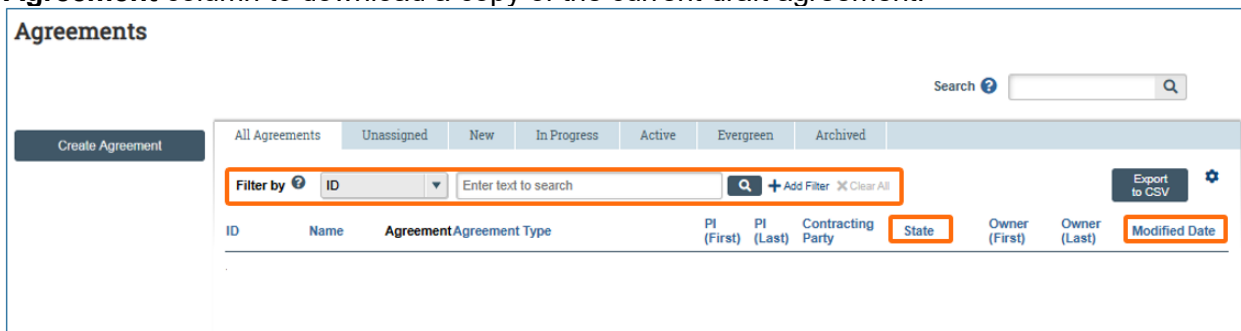 Agreement column to download a copy of the current draft agreement.
Agreements
Search
Create Agreement
All Agreements Unassigned New In Progress Active Evergreen Archived
Filter by ID Enter text to search Add Filter Clear All
Export
to CSV
ID Name Agreement Agreement Type PI (First) PI (Last) Contracting Party State Owner (First) Owner (Last) Modified Date